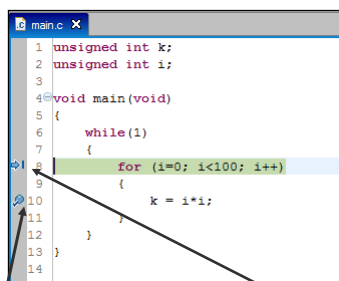 .c main.c X
1 unsigned int k;
2 unsigned int i;
3
4 void main(void)
5 {
6 while(1)
7 {
8 for (i=0; i<100; i++)
9 {
10 k = i*i;
11 }
12 }
13 }
14